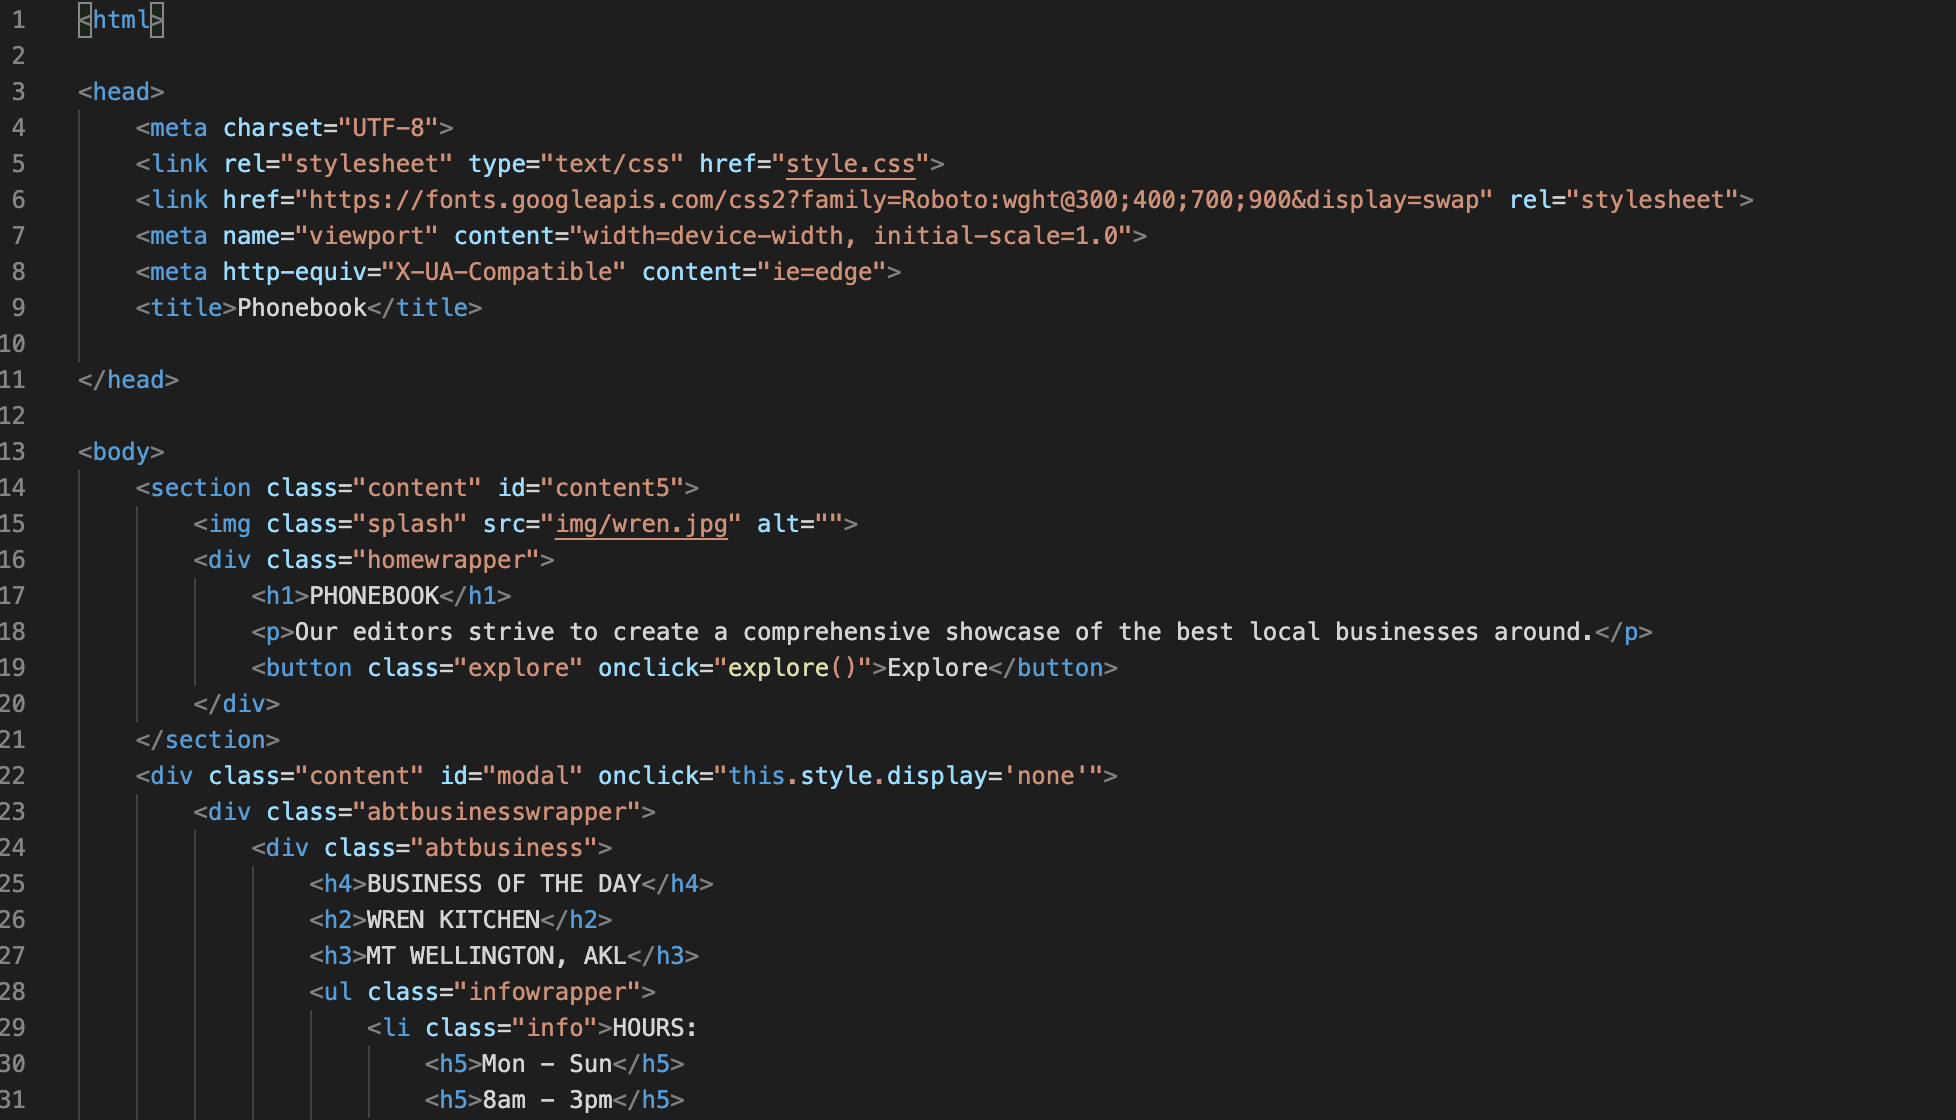 1 <html>
2
3 <head>
4 <meta charset="UTF-8">
5 <link rel="stylesheet" type="text/css" href="style.css">
6 <link href="https://fonts.googleapis.com/css2?family=Roboto:wght@300;400;700;900&display=swap" rel="stylesheet">
7 <meta name="viewport" content="width=device-width, initial-scale=1.0">
8 <meta http-equiv="X-UA-Compatible" content="ie=edge">
9 <title>Phonebook</title>
10
11 </head>
12
13 <body>
14 <section class="content" id="content5">
15 <img class="splash" src="img/wren.jpg" alt="">
16 <div class="homewrapper">
17 <h1>PHONEBOOK</h1>
18 <p>Our editors strive to create a comprehensive showcase of the best local businesses around.</p>
19 <button class="explore" onclick="explore()">Explore</button>
20 </div>
21 </section>
22 <div class="content" id="modal" onclick="this.style.display='none'">
23 <div class="abtbusinesswrapper">
24 <div class="abtbusiness">
25 <h4>BUSINESS OF THE DAY</h4>
26 <h2>WREN KITCHEN</h2>
27 <h3>MT WELLINGTON, AKL</h3>
28 <ul class="infowrapper">
29 <li class="info">HOURS:
30 <h5>Mon - Sun</h5>
31 <h5>8am - 3pm</h5>